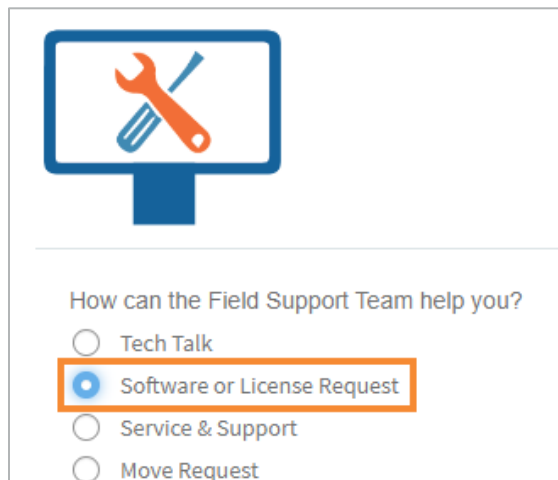 How can the Field Support Team help you?
Tech Talk
Software or License Request
Service & Support
Move Request